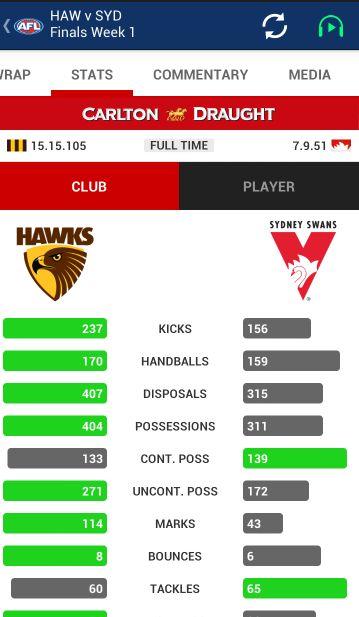 HAW v SYD
Finals Week 1
AFL
WRAP STATS COMMENTARY MEDIA
CARLTON DRAUGHT
15.15.105 FULL TIME 7.9.51
CLUB PLAYER
HAWKS SYDNEY SWANS
237 KICKS 156
170 HANDBALLS 159
407 DISPOSALS 315
404 POSSESSIONS 311
133 CONT. POSS 139
271 UNCONT. POSS 172
114 MARKS 43
8 BOUNCES 6
60 TACKLES 65